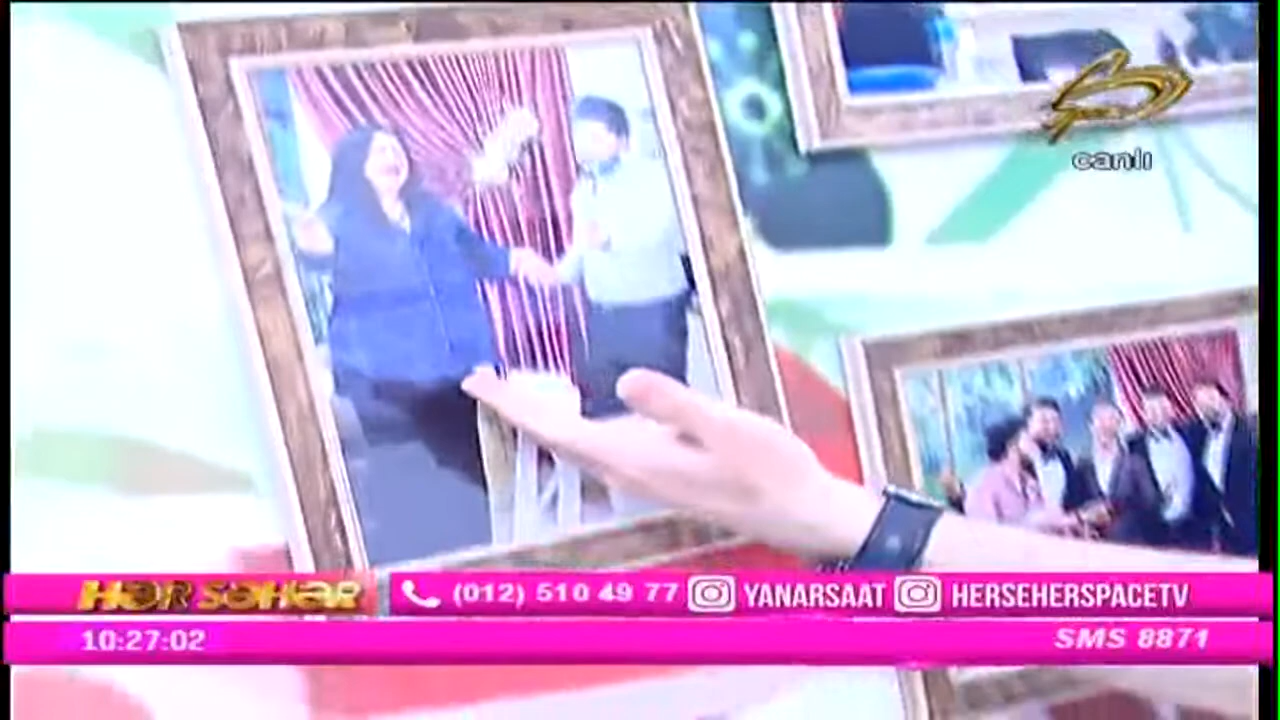 canlı
HƏR SƏHƏR
(012) 510 49 77 YANARSAAT HERSEHERSPACETV
10:27:02
SMS 8871